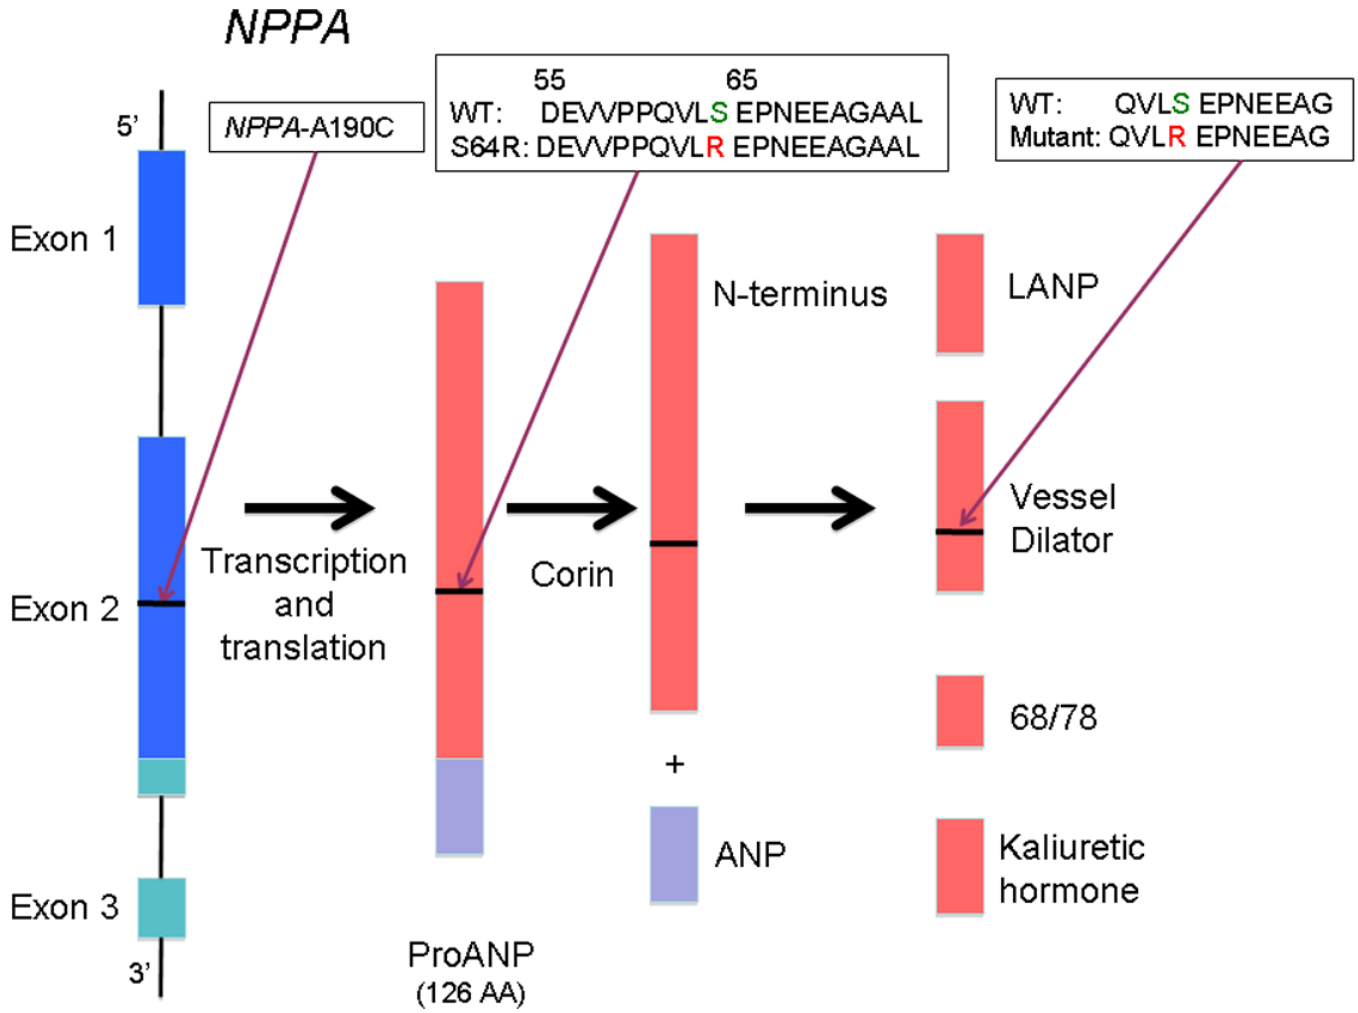 NPPA
5’
NPPA-A190C
55 65
WT: DEVVPPQVLS EPNEEAGAAL
S64R: DEVVPPQVLR EPNEEAGAAL
WT: QVLS EPNEEAG
Mutant: QVLR EPNEEAG
Exon 1
N-terminus
LANP
Vessel
Dilator
Transcription
and
translation
Corin
Exon 2
68/78
+
ANP
Kaliuretic
hormone
Exon 3
3’
ProANP
(126 AA)